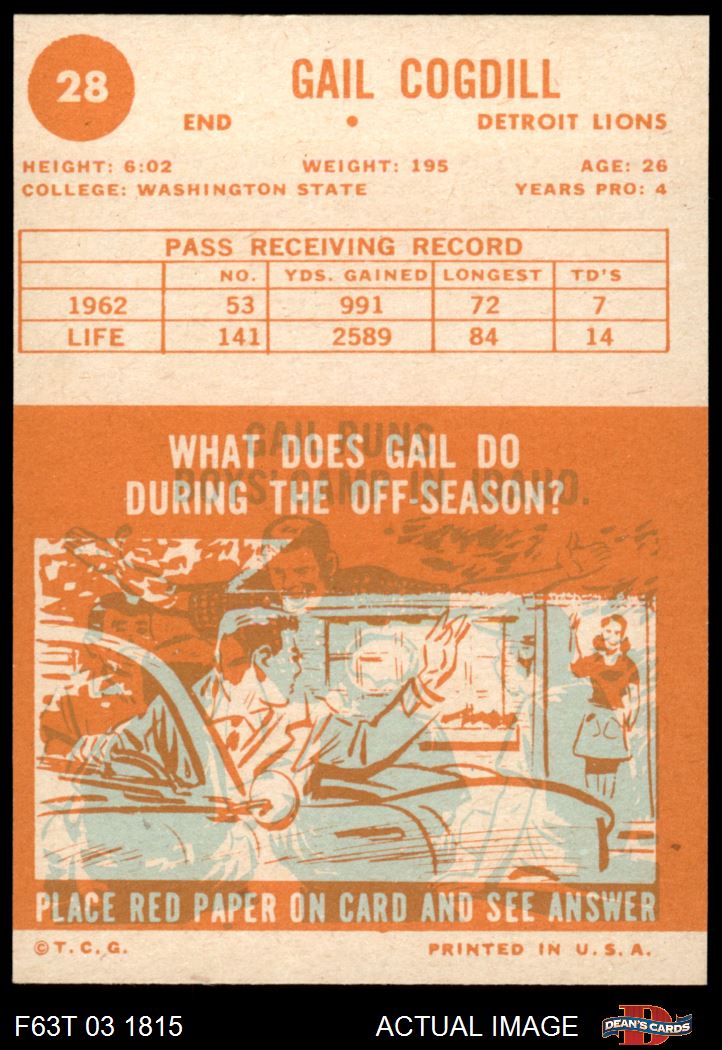 28
GAIL COGDILL
END • DETROIT LIONS
HEIGHT: 6:02 WEIGHT: 195 AGE: 26
COLLEGE: WASHINGTON STATE YEARS PRO: 4
PASS RECEIVING RECORD
NO. YDS. GAINED LONGEST TD'S
1962 53 991 72 7
LIFE 141 2589 84 14
GAIL RUNS
WHAT DOES GAIL DO
BOYS' CAMP IN IDAHO.
DURING THE OFF-SEASON?
PLACE RED PAPER ON CARD AND SEE ANSWER
©T.C.G. PRINTED IN U.S.A.
F63T 03 1815 ACTUAL IMAGE D DEAN'S CARDS